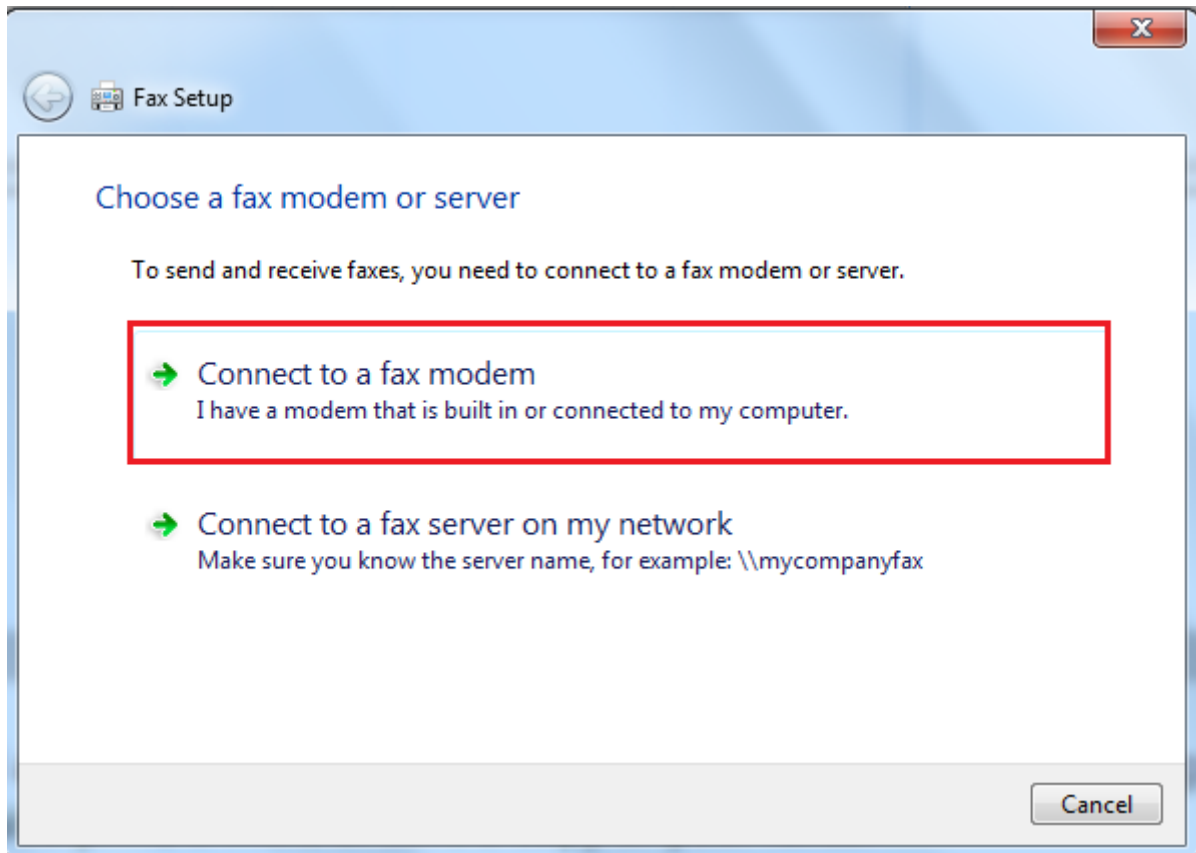 Fax Setup
Choose a fax modem or server
To send and receive faxes, you need to connect to a fax modem or server.
Connect to a fax modem
I have a modem that is built in or connected to my computer.
Connect to a fax server on my network
Make sure you know the server name, for example: \\mycompanyfax
Cancel